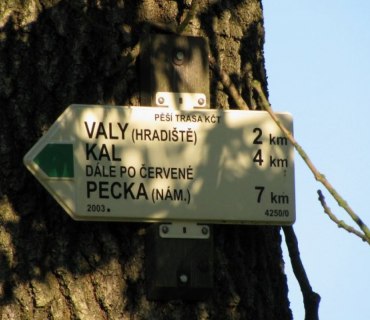 PĚŠÍ TRASA KČT
VALY (HRADIŠTĚ) 2 km
KAL 4 km
DÁLE PO ČERVENÉ
PECKA (NÁM.) 7 km
2003 4250/0